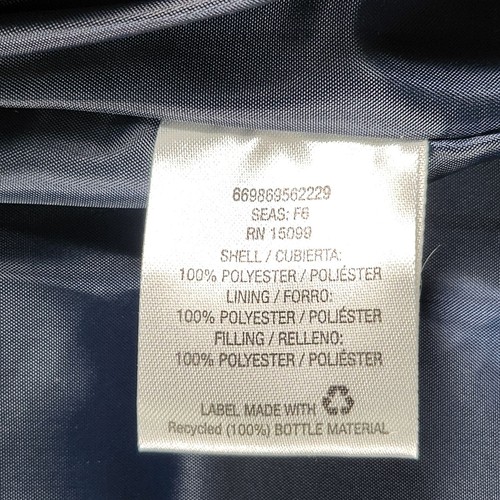 669869562229
SEAS: F6
RN 15099
SHELL / CUBIERTA:
100% POLYESTER / POLIÉSTER
LINING / FORRO:
100% POLYESTER / POLIÉSTER
FILLING / RELLENO:
100% POLYESTER / POLIÉSTER
LABEL MADE WITH
Recycled (100%) BOTTLE MATERIAL